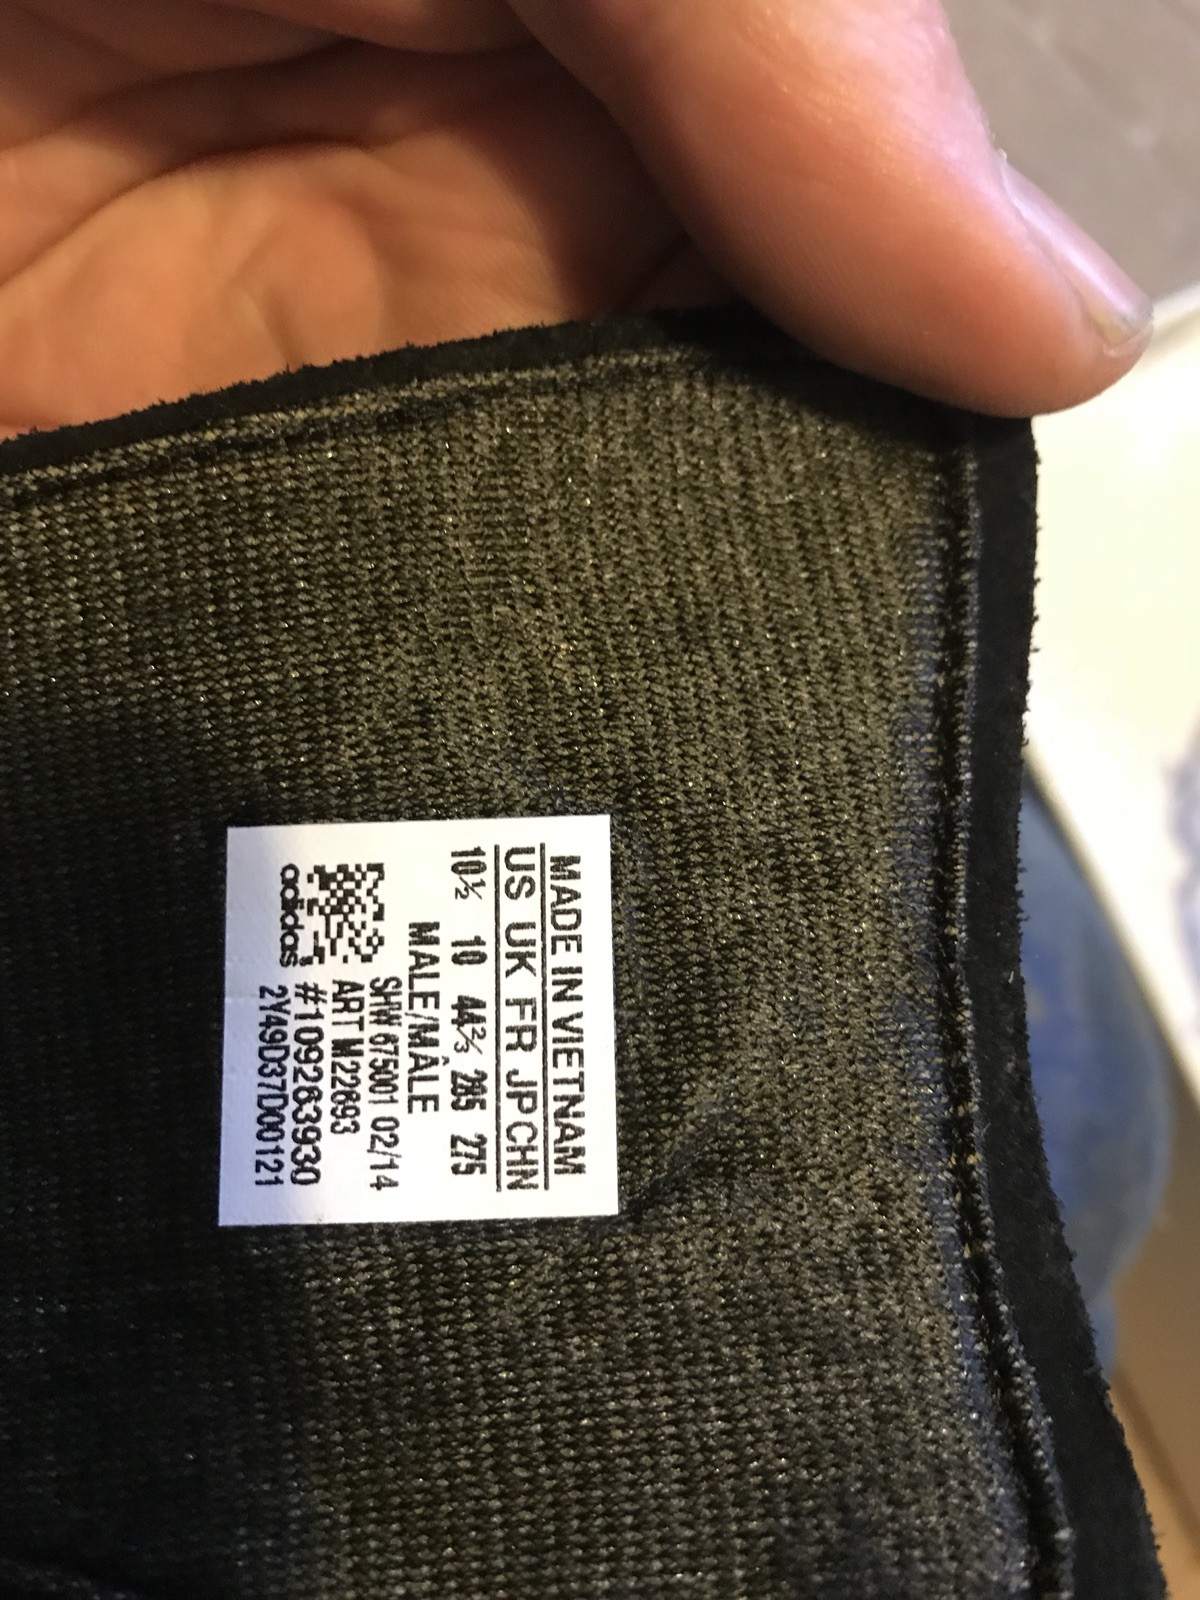 MADE IN VIETNAM
US UK FR JP CHN
10½ 10 44⅔ 285 275
MALE/MÂLE
SHW 675001 02/14
ART M22693
#1092639930
adidas
2Y49D37D00121